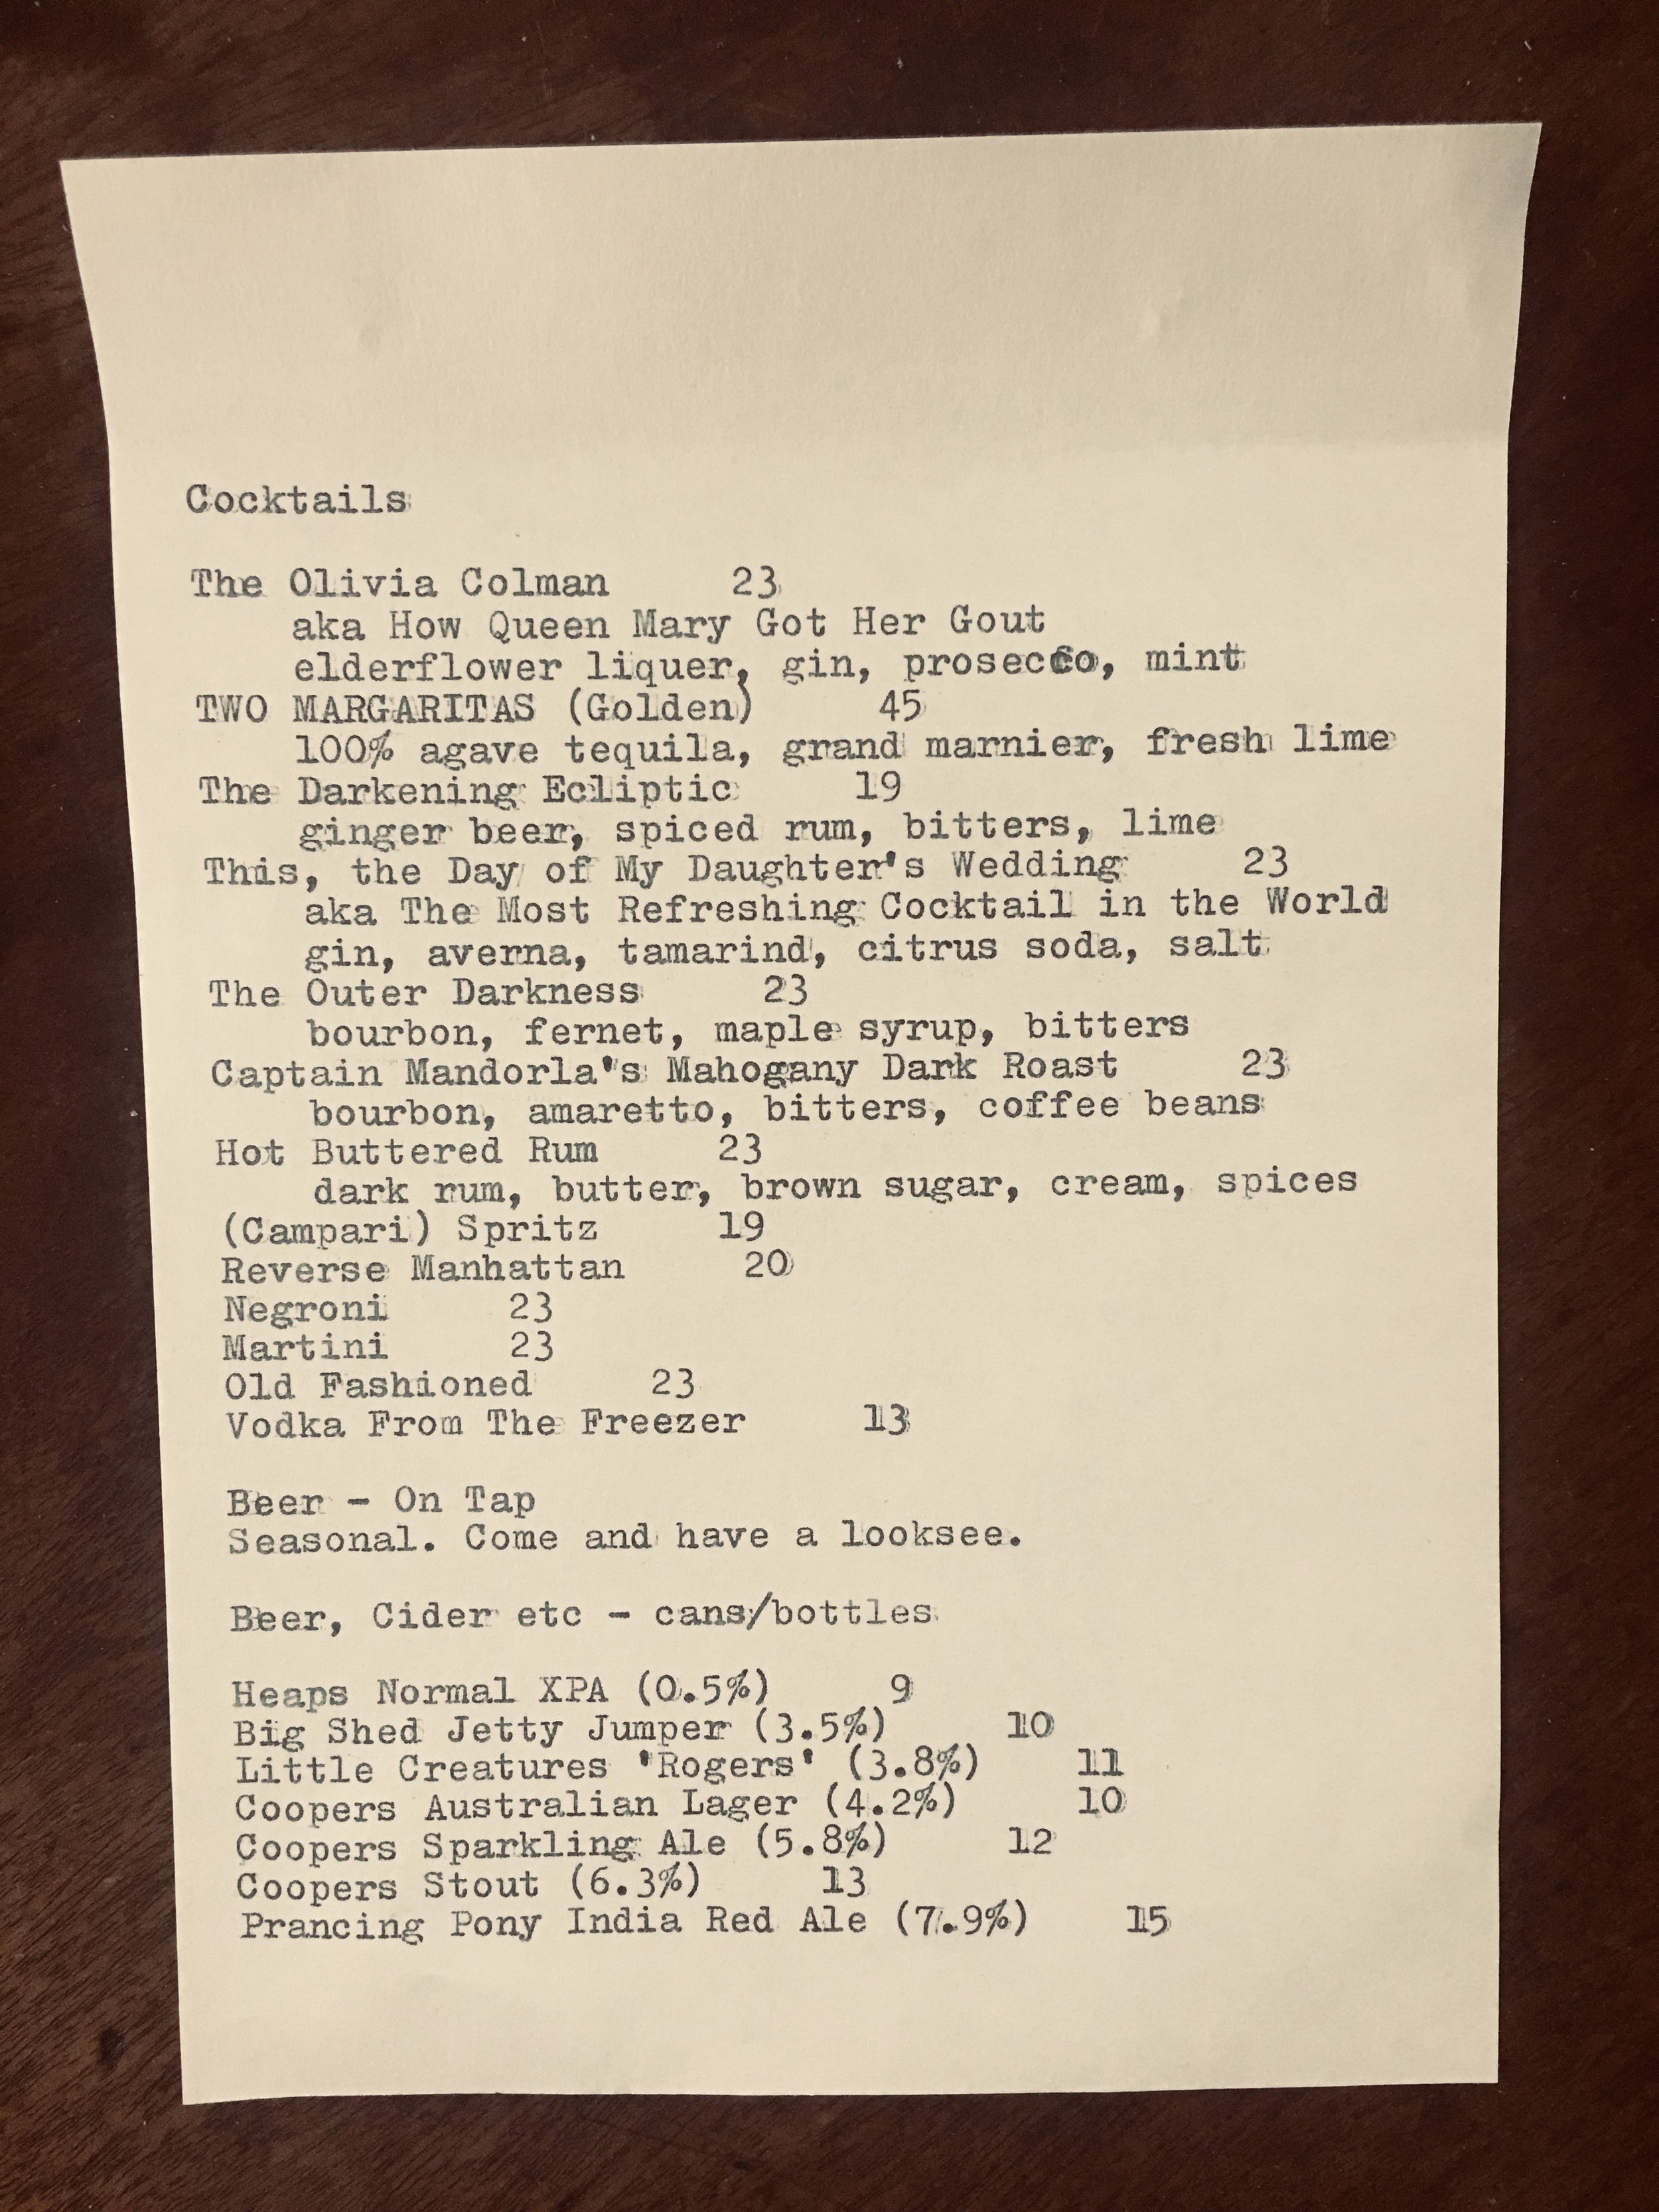 Cocktails
The Olivia Colman 23
aka How Queen Mary Got Her Gout
elderflower liquer, gin, prosecco, mint
TWO MARGARITAS (Golden) 45
100% agave tequila, grand marnier, fresh lime
The Darkening Ecliptic 19
ginger beer, spiced rum, bitters, lime
This, the Day of My Daughter's Wedding 23
aka The Most Refreshing Cocktail in the World
gin, averna, tamarind, citrus soda, salt
The Outer Darkness 23
bourbon, fernet, maple syrup, bitters
Captain Mandorla's Mahogany Dark Roast 23
bourbon, amaretto, bitters, coffee beans
Hot Buttered Rum 23
dark rum, butter, brown sugar, cream, spices
(Campari) Spritz 19
Reverse Manhattan 20
Negroni 23
Martini 23
Old Fashioned 23
Vodka From The Freezer 13
Beer - On Tap
Seasonal. Come and have a looksee.
Beer, Cider etc - cans/bottles
Heaps Normal XPA (0.5%) 9
Big Shed Jetty Jumper (3.5%) 10
Little Creatures 'Rogers' (3.8%) 11
Coopers Australian Lager (4.2%) 10
Coopers Sparkling Ale (5.8%) 12
Coopers Stout (6.3%) 13
Prancing Pony India Red Ale (7.9%) 15